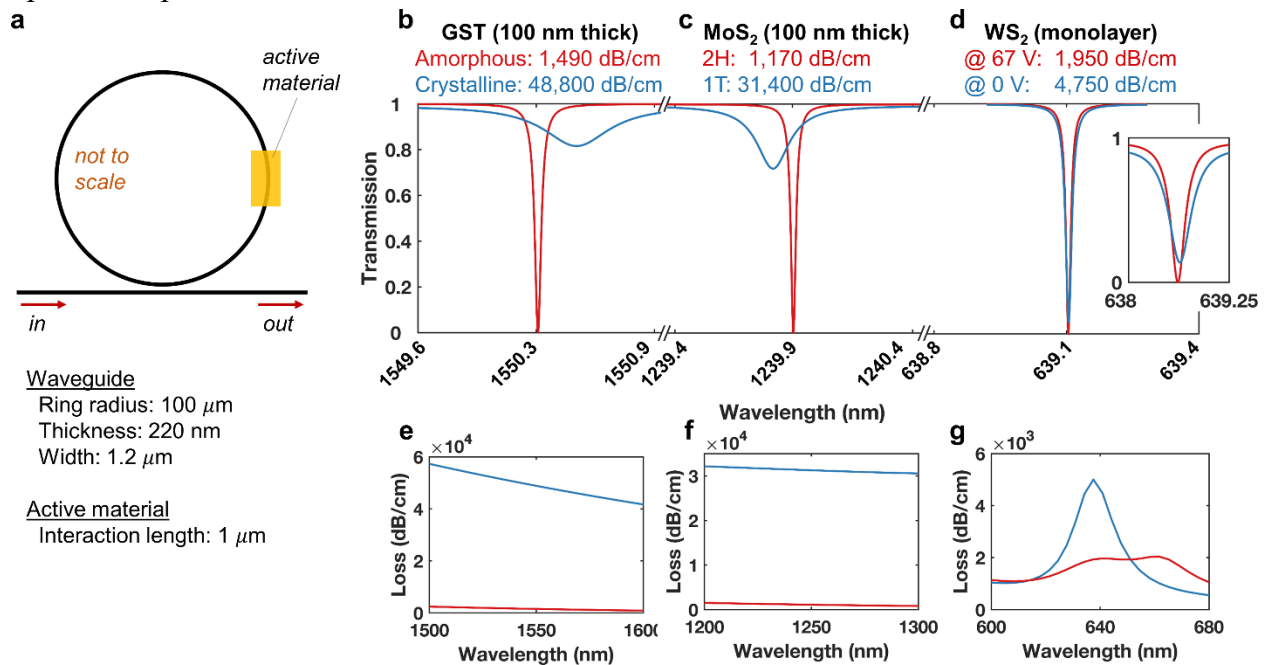 a
active
material
not to
scale
in
out
Waveguide
Ring radius: 100 μm
Thickness: 220 nm
Width: 1.2 μm
Active material
Interaction length: 1 μm
b
GST (100 nm thick)
Amorphous: 1,490 dB/cm
Crystalline: 48,800 dB/cm
c
MoS₂ (100 nm thick)
2H: 1,170 dB/cm
1T: 31,400 dB/cm
d
WS₂ (monolayer)
@ 67 V: 1,950 dB/cm
@ 0 V: 4,750 dB/cm
Transmission
1
0.8
0.6
0.4
0.2
0
1549.6
1550.3
1550.9
1239.4
1239.9
1240.4
638.8
639.1
639.4
1
0
638
639.25
Wavelength (nm)
e
×10⁴
Loss (dB/cm)
6
4
2
0
1500
1550
1600
Wavelength (nm)
f
×10⁴
Loss (dB/cm)
3
2
1
0
1200
1250
1300
Wavelength (nm)
g
×10³
Loss (dB/cm)
6
4
2
0
600
640
680
Wavelength (nm)